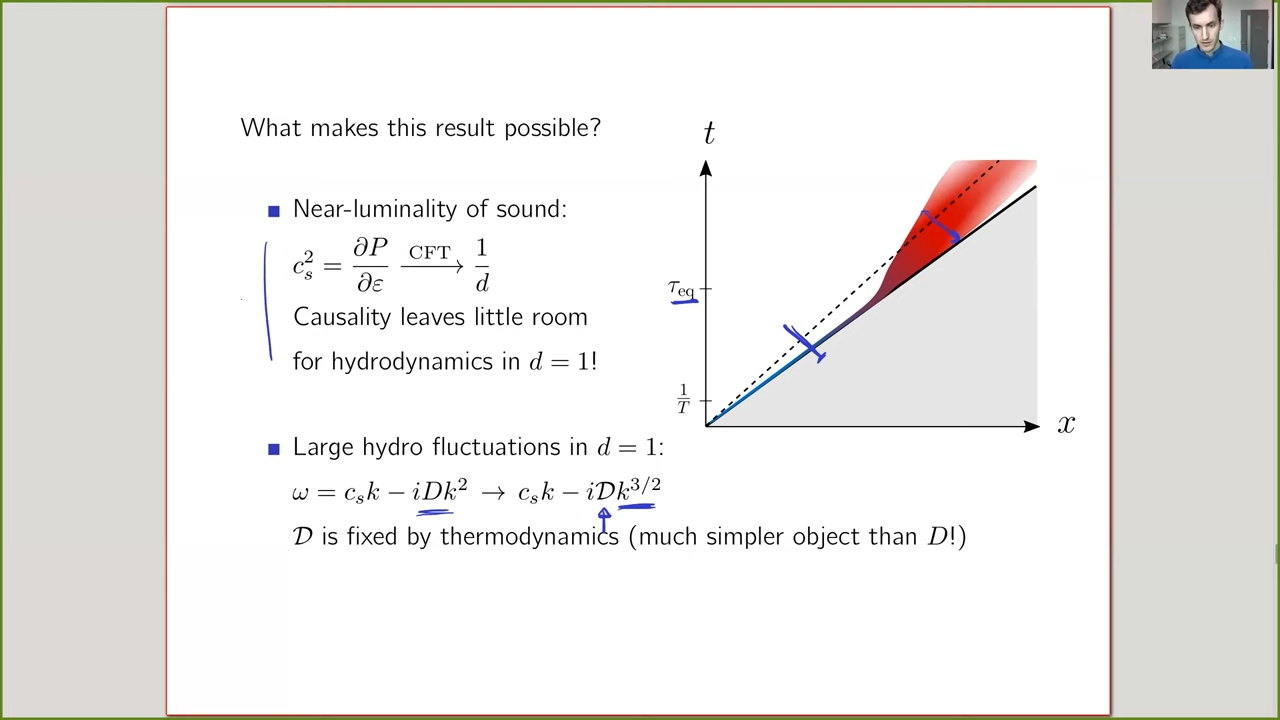 What makes this result possible?
Near-luminality of sound:
c_s^2 = ∂P/∂ε \xrightarrow{CFT} 1/d
Causality leaves little room
for hydrodynamics in d = 1!
Large hydro fluctuations in d = 1:
ω = c_s k − iDk^2 → c_s k − i𝒟k^{3/2}
𝒟 is fixed by thermodynamics (much simpler object than D!)
t
τ_eq
1/T
x